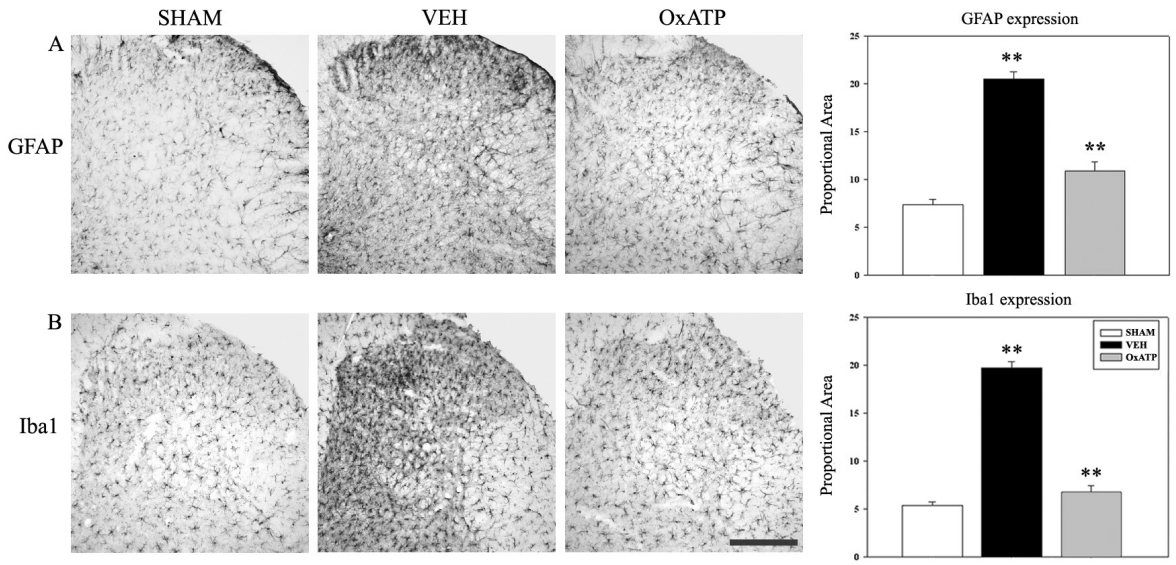 SHAM VEH OxATP
A
GFAP
GFAP expression
Proportional Area
25
20
15
10
5
0
**
**
B
Iba1
Iba1 expression
Proportional Area
25
20
15
10
5
0
**
**
SHAM
VEH
OxATP